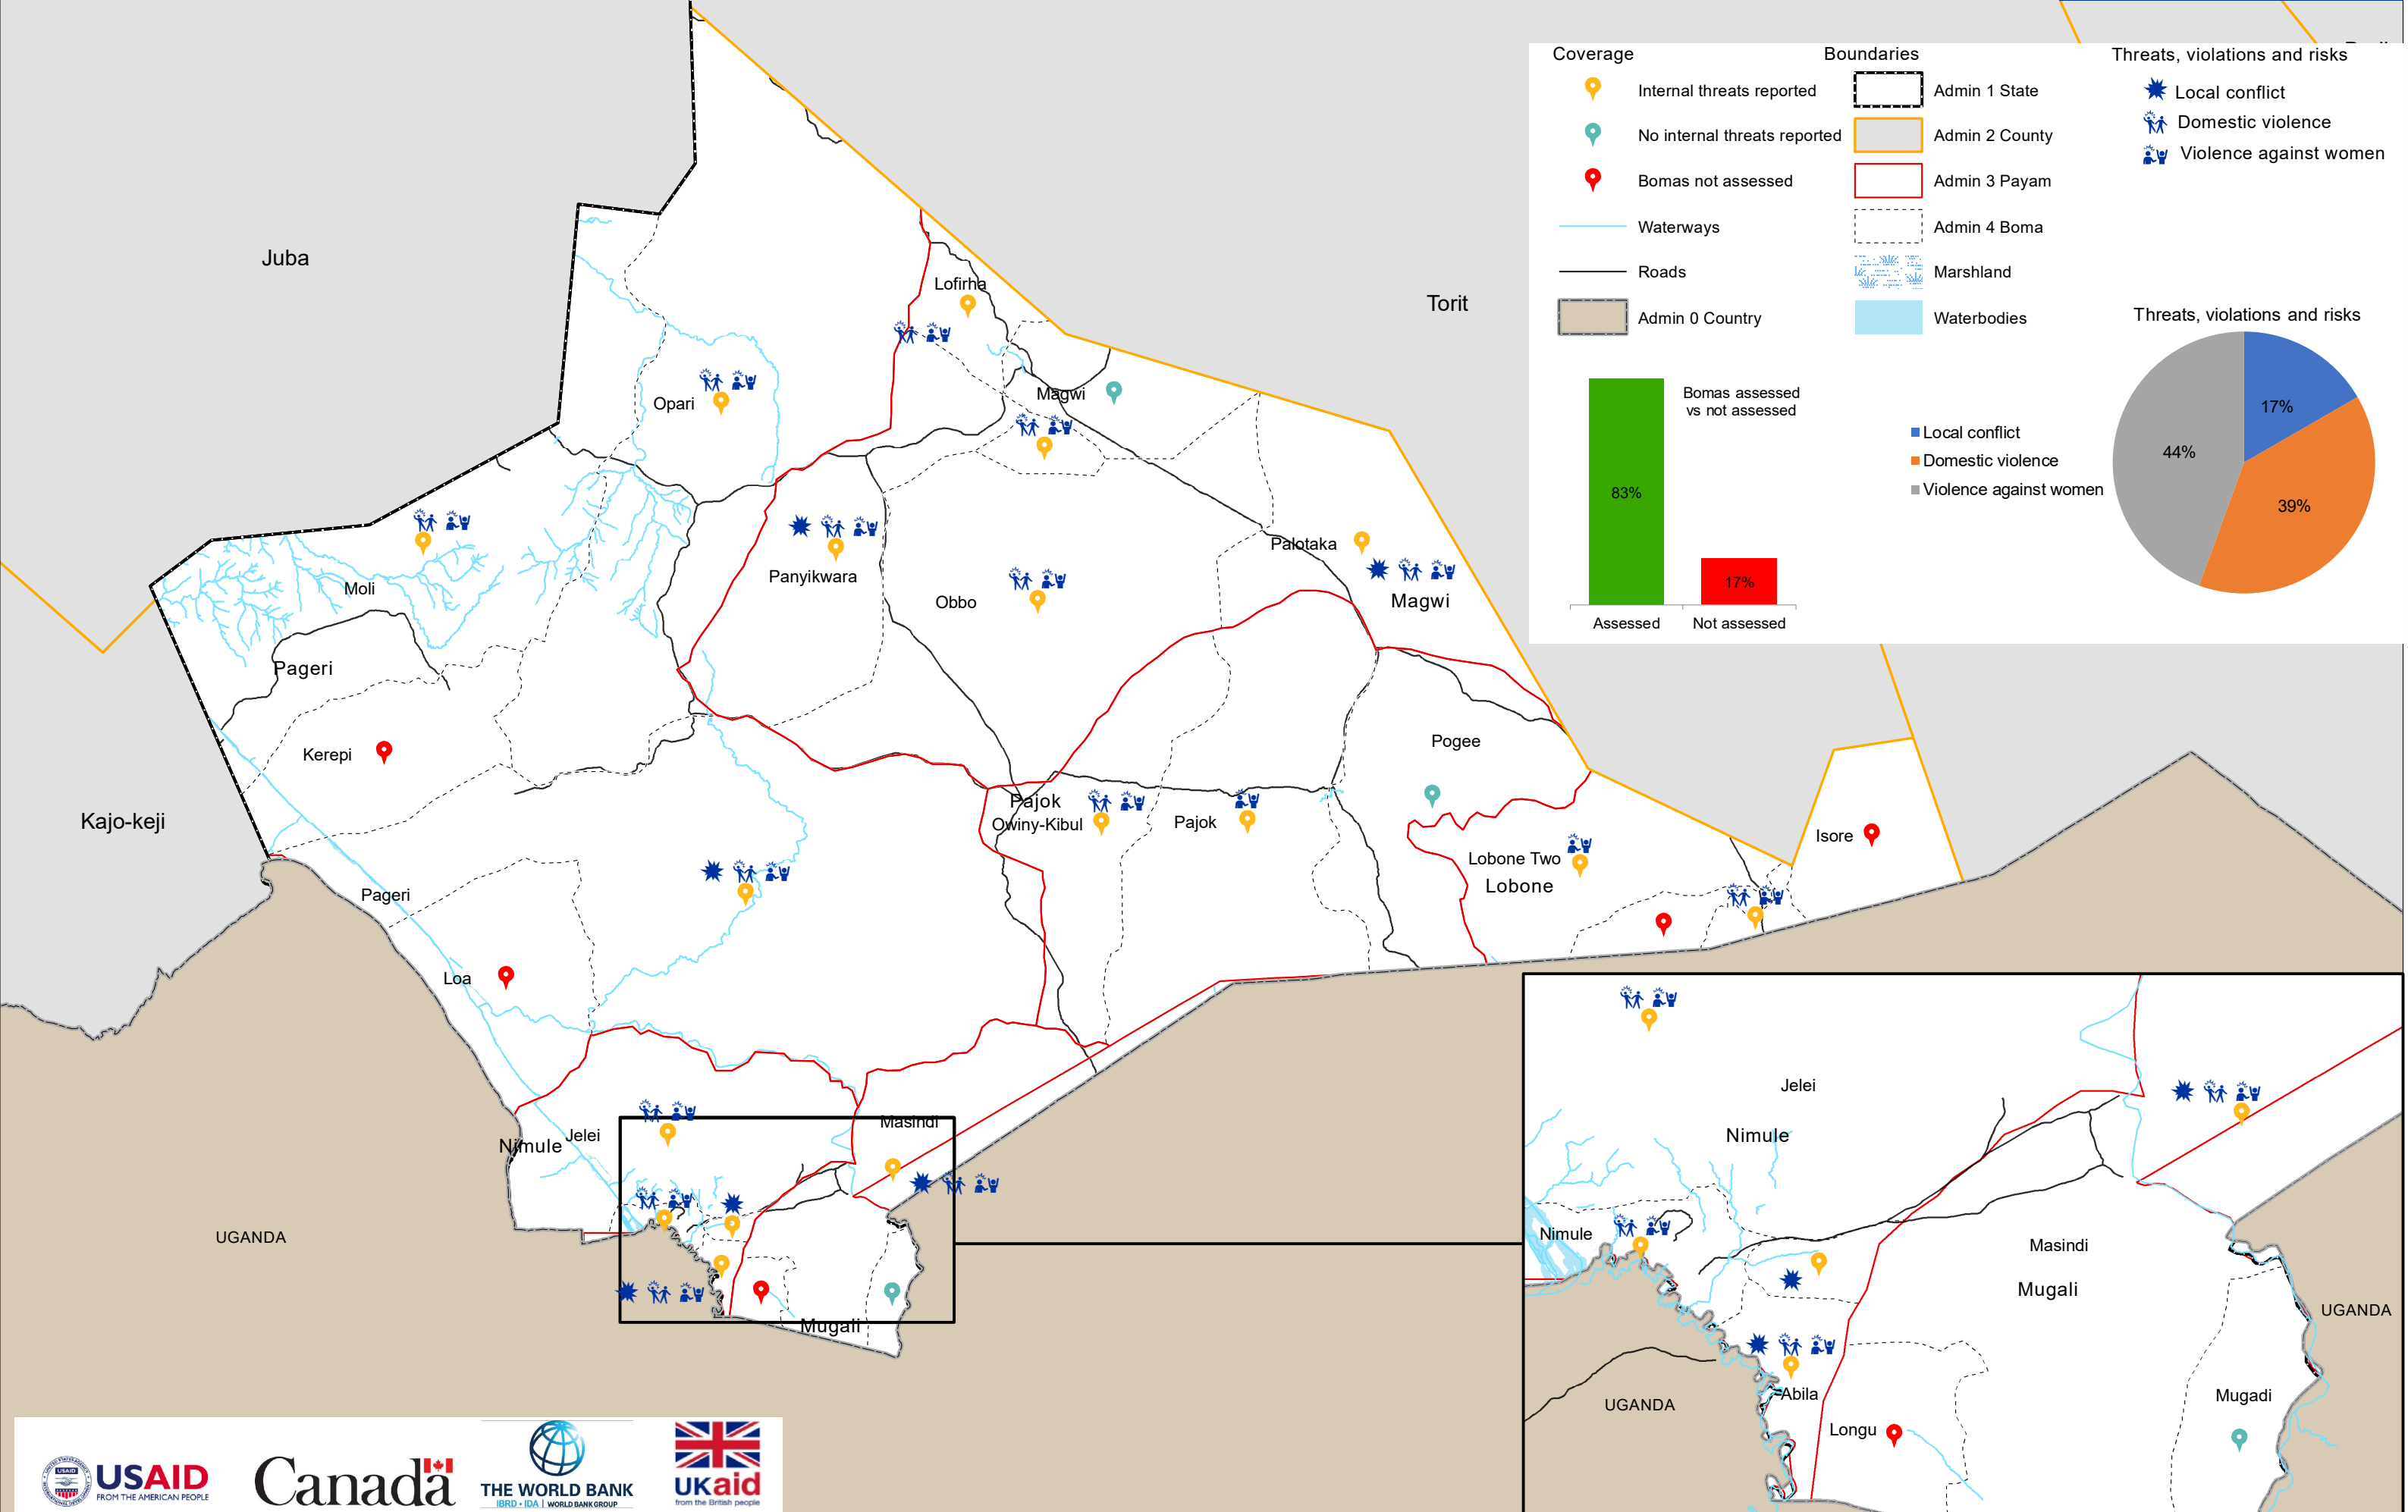 Coverage
Internal threats reported
No internal threats reported
Bomas not assessed
Waterways
Roads
Admin 0 Country
Boundaries
Admin 1 State
Admin 2 County
Admin 3 Payam
Admin 4 Boma
Marshland
Waterbodies
Threats, violations and risks
Local conflict
Domestic violence
Violence against women
Bomas assessed
vs not assessed
83%
17%
Assessed
Not assessed
Threats, violations and risks
Local conflict
Domestic violence
Violence against women
17%
39%
44%
Juba
Torit
Lofirha
Opari
Magwi
Panyikwara
Palotaka
Magwi
Obbo
Moli
Pageri
Kerepi
Pogee
Kajo-keji
Pajok
Owiny-Kibul
Pajok
Isore
Lobone Two
Lobone
Pageri
Loa
Masindi
Jelei
Nimule
UGANDA
Mugali
Jelei
Nimule
Nimule
Masindi
Mugali
UGANDA
Abila
UGANDA
Longu
Mugadi
USAID
USAID
FROM THE AMERICAN PEOPLE
Canada
THE WORLD BANK
IBRD • IDA | WORLD BANK GROUP
UKaid
from the British people